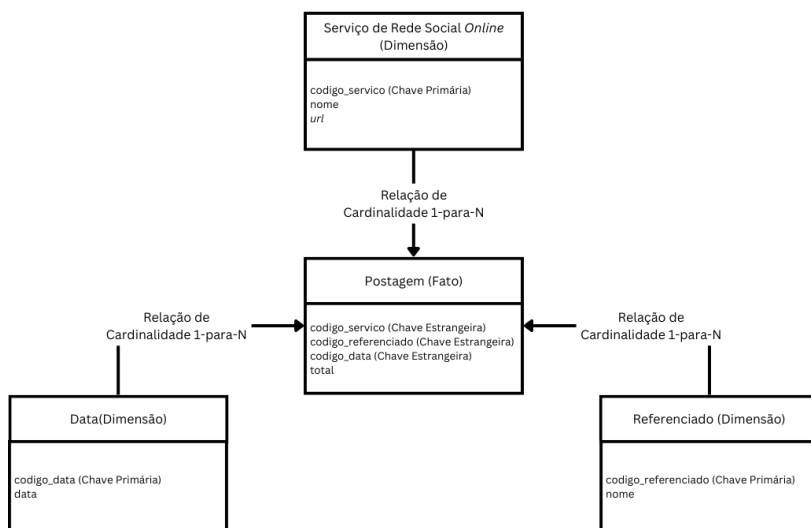 Serviço de Rede Social Online
(Dimensão)
codigo_servico (Chave Primária)
nome
url
Relação de
Cardinalidade 1-para-N
Postagem (Fato)
codigo_servico (Chave Estrangeira)
codigo_referenciado (Chave Estrangeira)
codigo_data (Chave Estrangeira)
total
Relação de
Cardinalidade 1-para-N
Relação de
Cardinalidade 1-para-N
Data(Dimensão)
codigo_data (Chave Primária)
data
Referenciado (Dimensão)
codigo_referenciado (Chave Primária)
nome